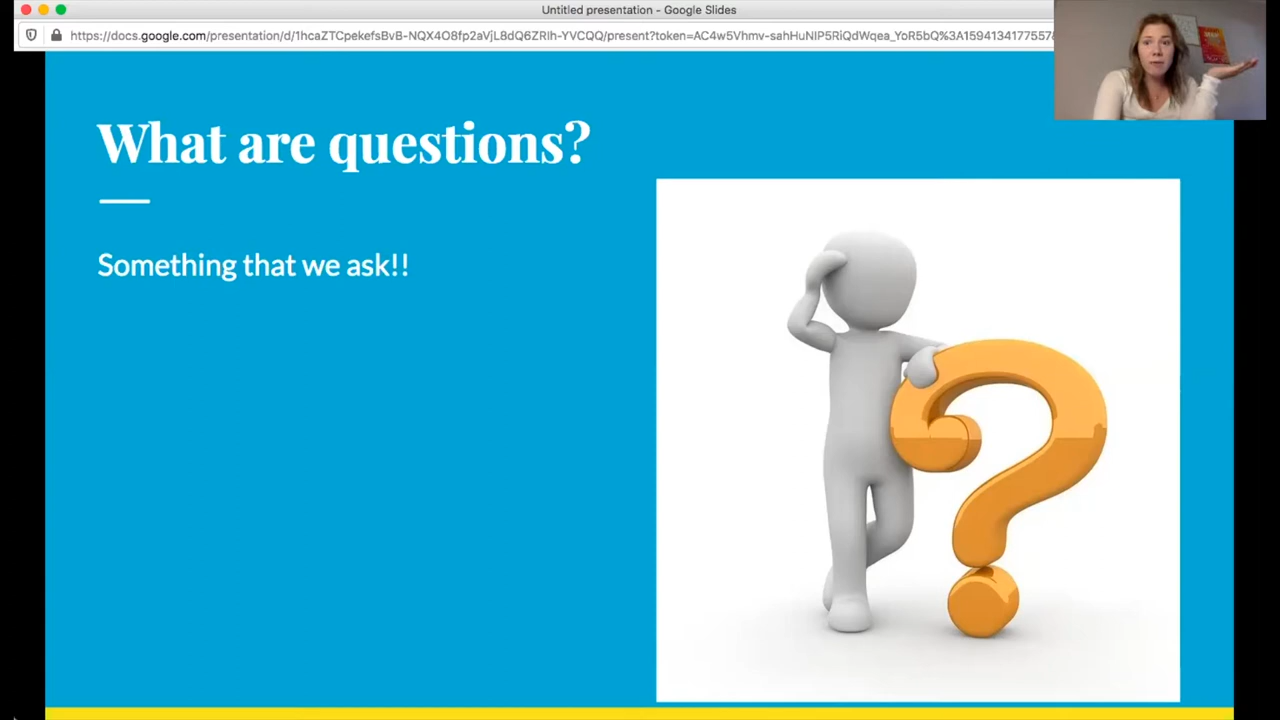 Untitled presentation - Google Slides
https://docs.google.com/presentation/d/1hcaZTCpekefsBvB-NQX4O8fp2aVjL8dQ6ZRlh-YVCQQ/present?token=AC4w5Vhmv-sahHuNIP5RiQdWqea_YoR5bQ%3A1594134177557&
What are questions?
Something that we ask!!